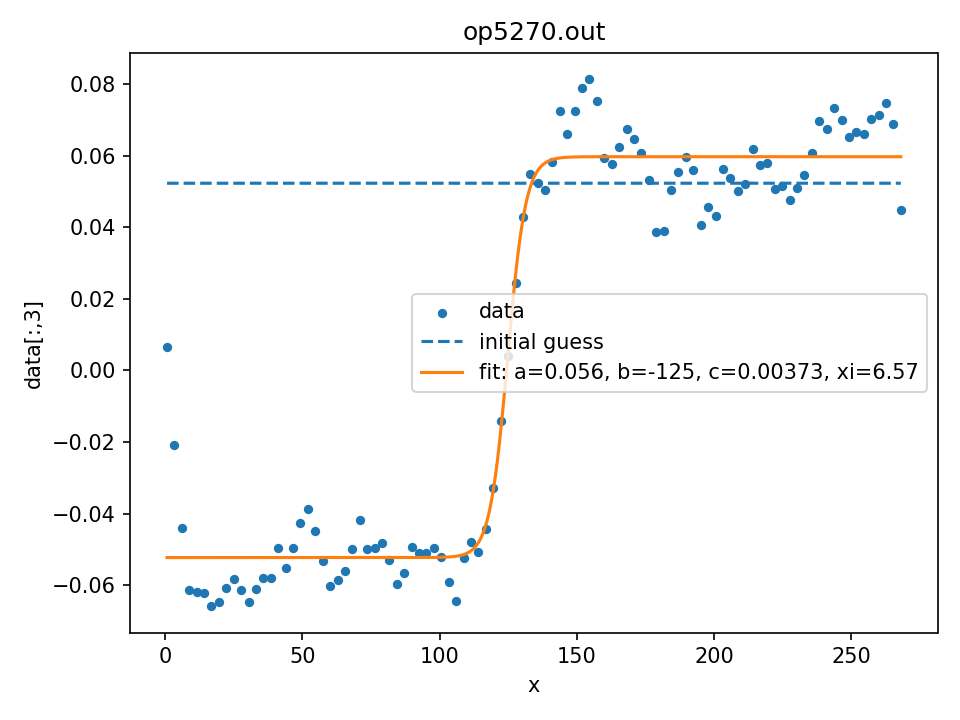 op5270.out
0.08
0.06
0.04
0.02
0.00
−0.02
−0.04
−0.06
data[:,3]
data
initial guess
fit: a=0.056, b=-125, c=0.00373, xi=6.57
0 50 100 150 200 250
x